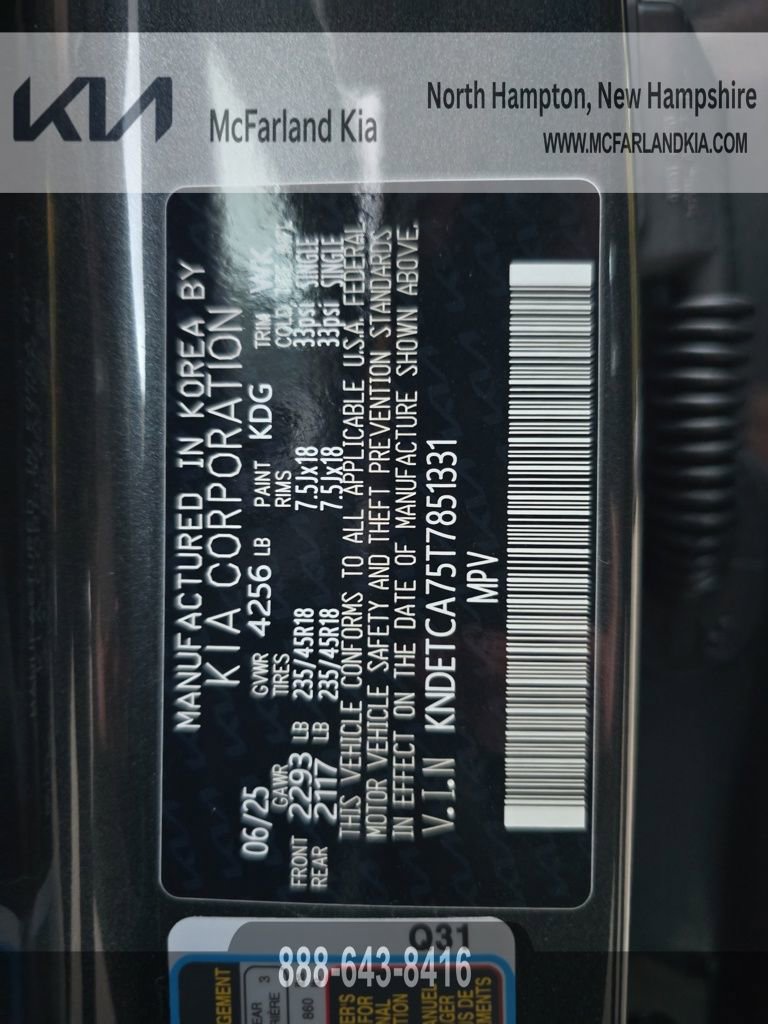 KIA
McFarland Kia
North Hampton, New Hampshire
WWW.MCFARLANDKIA.COM
MANUFACTURED IN KOREA BY
KIA CORPORATION
06/25 GVWR 4256 LB PAINT KDG TRIM WK
GAWR TIRES RIMS COLD
FRONT 2293 LB 235/45R18 7.5Jx18 33psi SINGLE
REAR 2117 LB 235/45R18 7.5Jx18 33psi SINGLE
THIS VEHICLE CONFORMS TO ALL APPLICABLE U.S.A. FEDERAL
MOTOR VEHICLE SAFETY AND THEFT PREVENTION STANDARDS
IN EFFECT ON THE DATE OF MANUFACTURE SHOWN ABOVE.
V.I.N KNDETCA75T7851331
MPV
Q31
888-643-8416